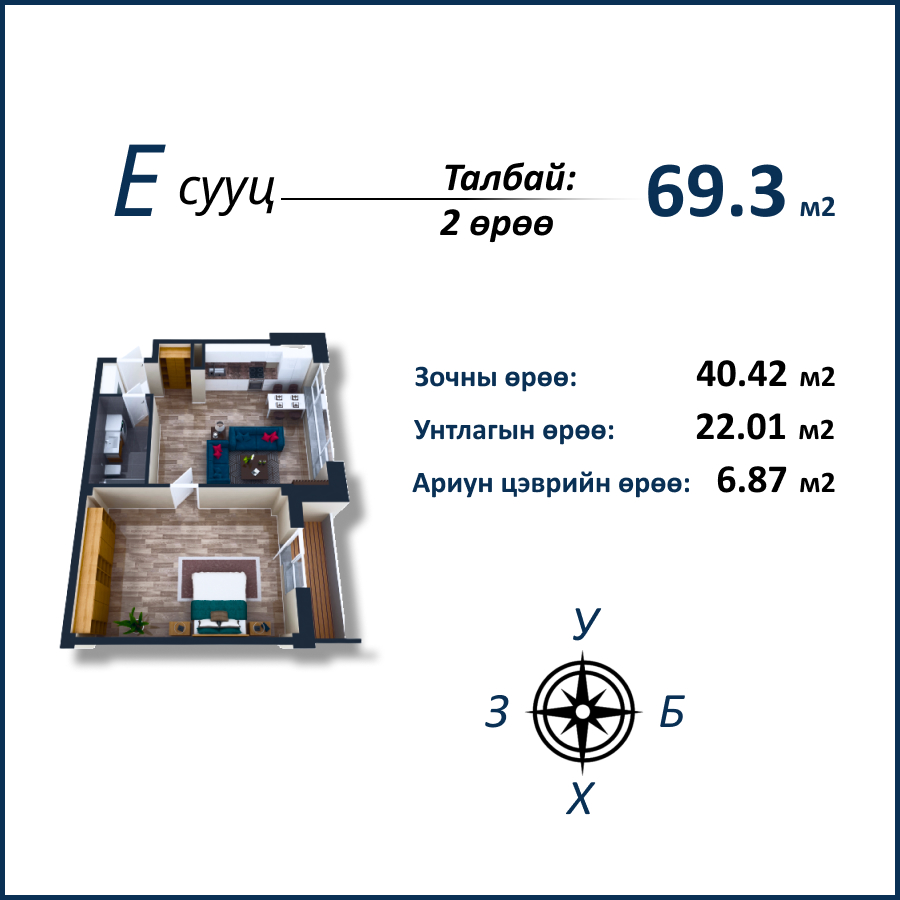 Е сууц
Талбай:
2 өрөө
69.3 м2
Зочны өрөө: 40.42 м2
Унтлагын өрөө: 22.01 м2
Ариун цэврийн өрөө: 6.87 м2
У
З Б
Х